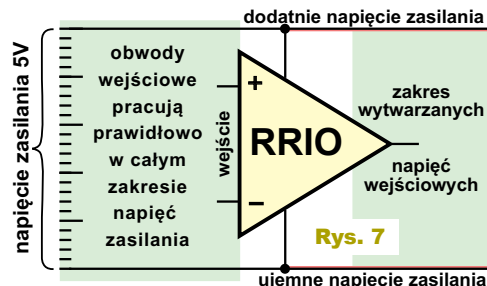 dodatnie napięcie zasilania
napięcie zasilania 5V
obwody
wejściowe
pracują
prawidłowo
w całym
zakresie
napięć
zasilania
wejście
+
−
RRIO
zakres
wytwarzanych
napięć
wejściowych
Rys. 7
ujemne napięcie zasilania